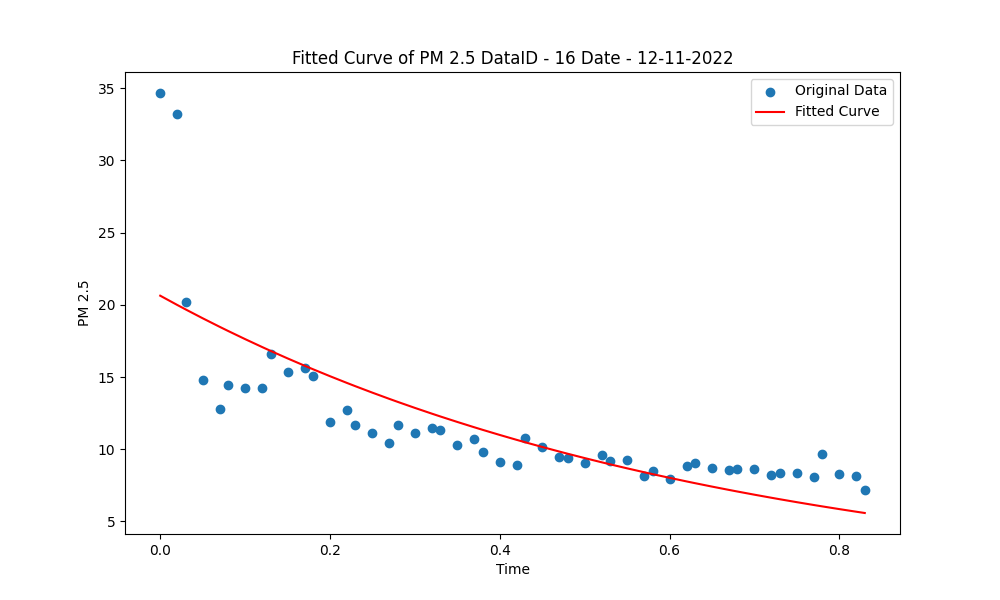 Fitted Curve of PM 2.5 DataID - 16 Date - 12-11-2022
Original Data
Fitted Curve
35
30
25
20
15
10
5
PM 2.5
0.0
0.2
0.4
0.6
0.8
Time